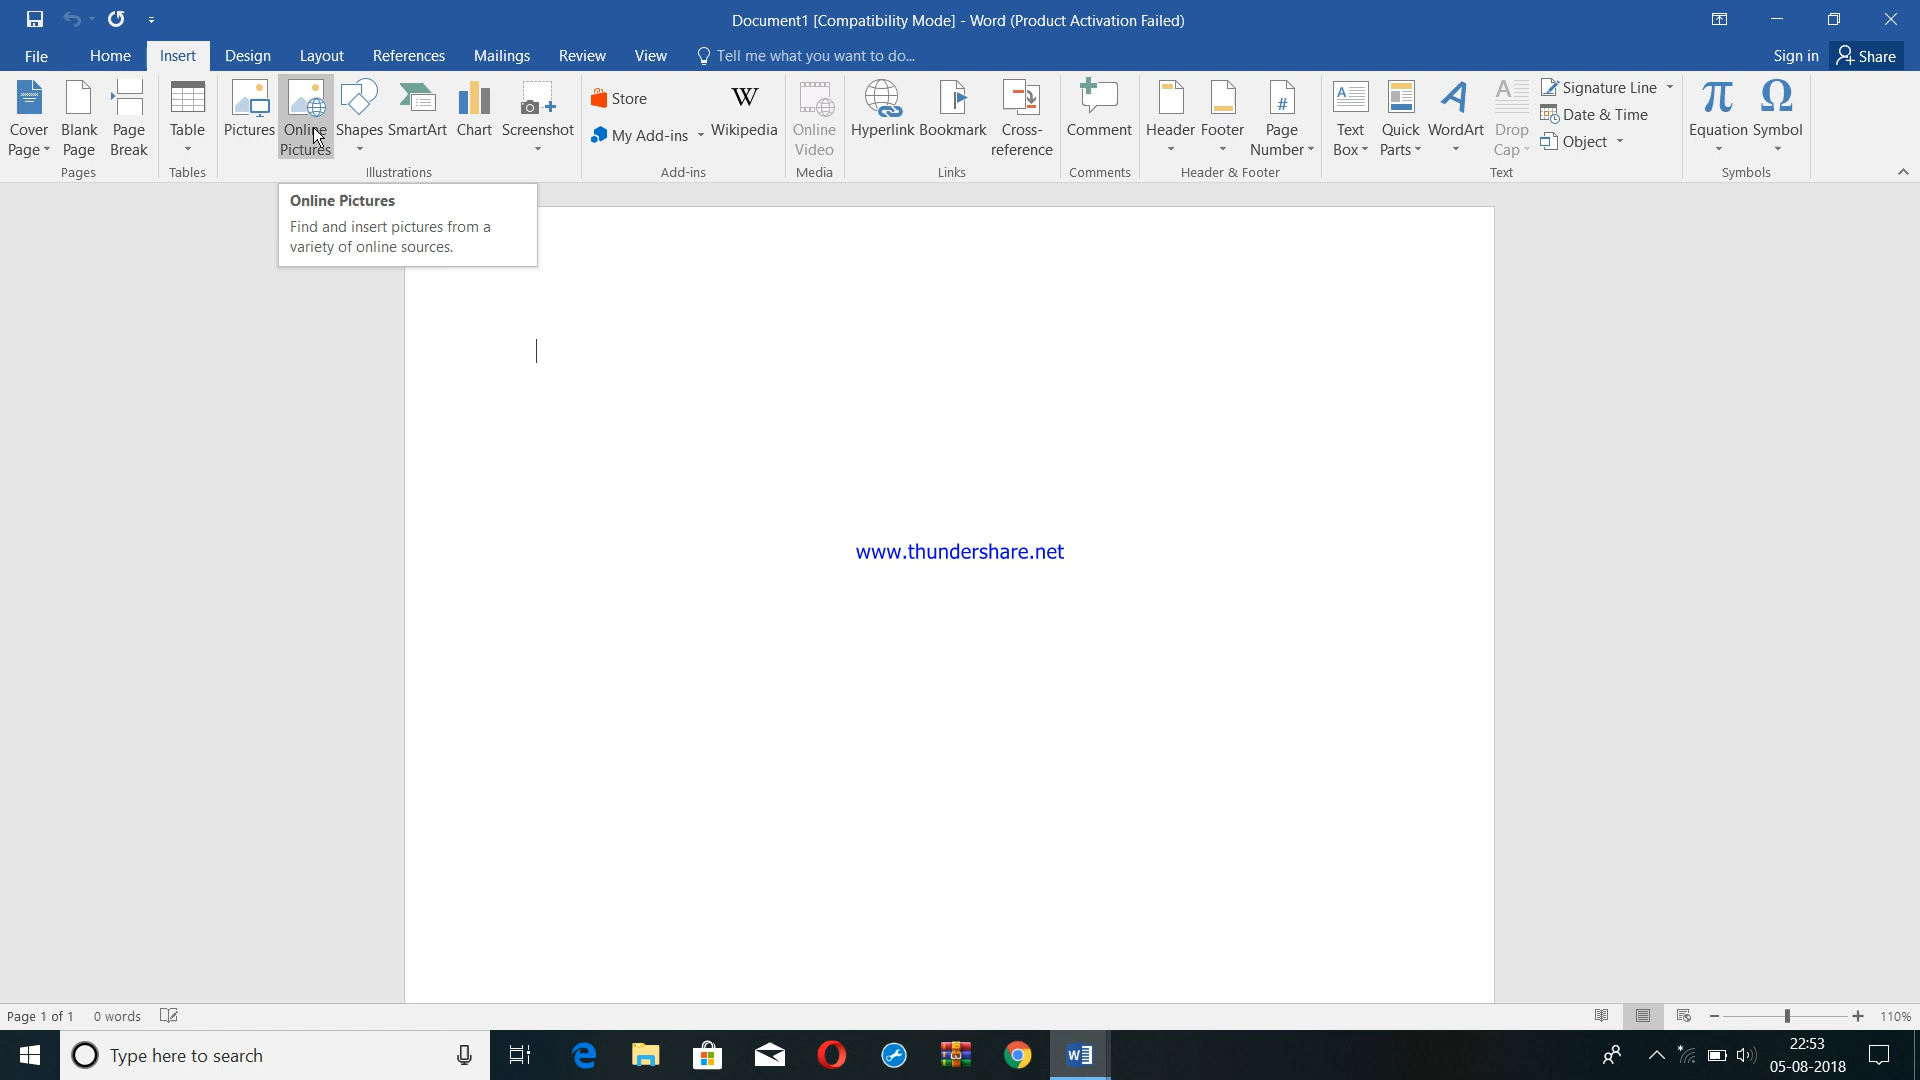 Document1 [Compatibility Mode] - Word (Product Activation Failed)
File Home Insert Design Layout References Mailings Review View Tell me what you want to do... Sign in Share
Cover Page
Blank Page
Page Break
Pages
Table
Tables
Pictures
Online Pictures
Shapes
SmartArt
Chart
Screenshot
Illustrations
Store
My Add-ins
W
Wikipedia
Add-ins
Online Video
Media
Hyperlink
Bookmark
Cross-
reference
Links
Comment
Comments
Header
Footer
#
Page Number
Header & Footer
A
Text Box
Quick Parts
A
WordArt
A
Drop Cap
Signature Line
Date & Time
Object
Text
π
Equation
Ω
Symbol
Symbols
Online Pictures
Find and insert pictures from a
variety of online sources.
www.thundershare.net
Page 1 of 1 0 words 110%
Type here to search
W
22:53
05-08-2018